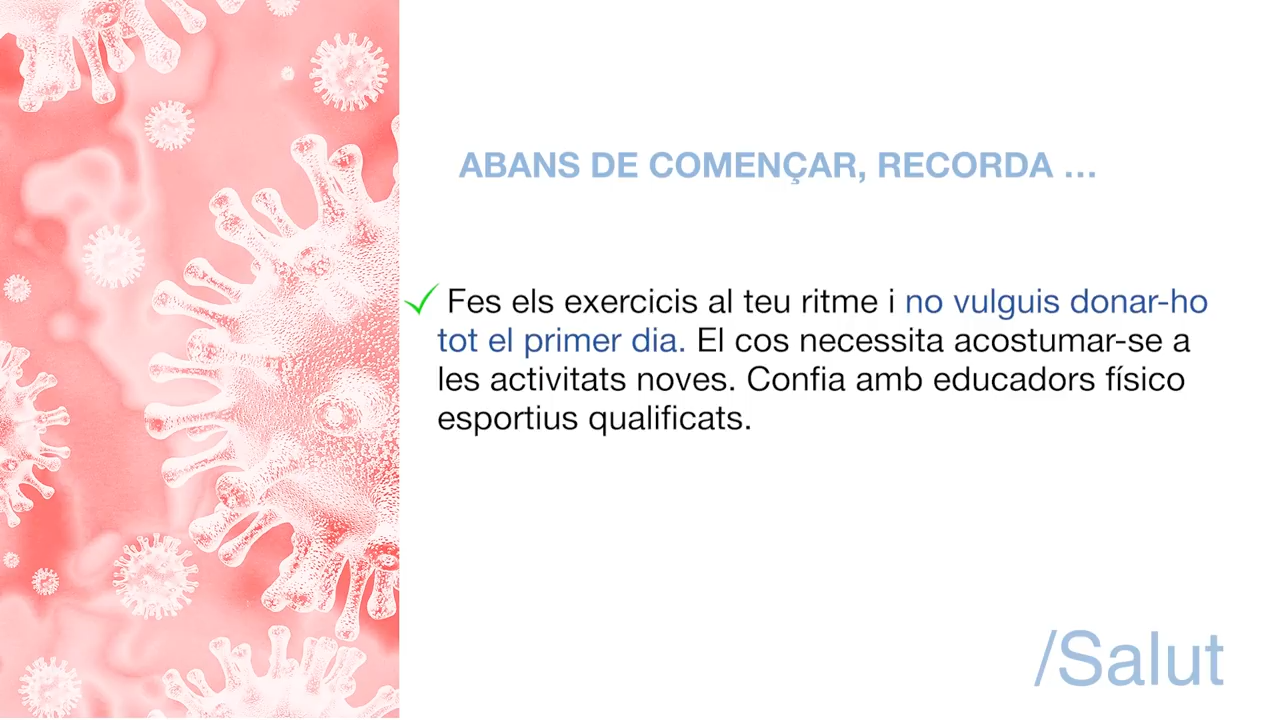 ABANS DE COMENÇAR, RECORDA ...
Fes els exercicis al teu ritme i no vulguis donar-ho
tot el primer dia. El cos necessita acostumar-se a
les activitats noves. Confia amb educadors físico
esportius qualificats.
/Salut